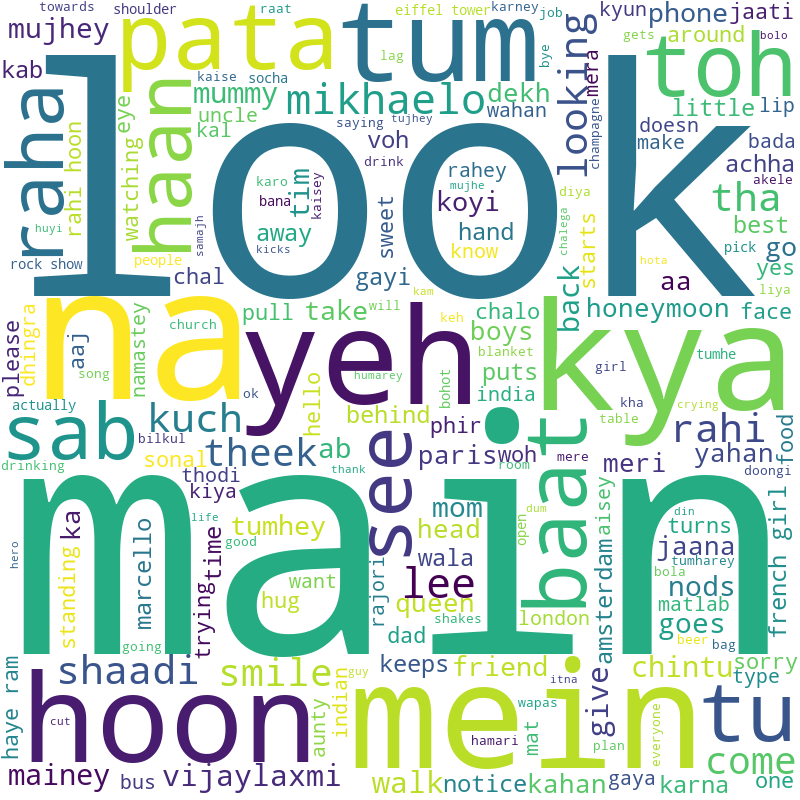 look
main
pata
tum
toh
raha
haan
looking
mikhaelo
mummy
mujhey
towards
shoulder
raat
eiffel tower
karney
job
kyun
phone
jaati
gets
around
bolo
kab
kaise
socha
lag
bye
mera
dekh
wahan
little
lip
uncle
kal
saying
tujhey
champagne
doesn
make
bada
eye
rahi hoon
watching
voh
drink
achha
akele
tim
karo
bana
kaisey
rahey
mujhe
koyi
diya
tha
best
huyi
samajh
away
sweet
hand
know
kicks
chalega
starts
pick
go
yes
people
rock show
chal
gayi
back
aa
hota
liya
na
yeh
kya
pull
take
will
kam
chalo
honeymoon
face
please
dhingra
aaj
church
namastey
keh
boys
blanket
tumhe
song
ok
humarey
puts
girl
india
bohot
kha
crying
actually
hello
behind
table
sab
kuch
bilkul
phir
rahi
theek
ab
see
paris
woh
mere
meri
yahan
food
drinking
sonal
thank
room
doongi
thodi
kiya
mom
baat
aisey
ka
life
tumhey
head
open
dum
din
turns
hero
standing
marcello
time
good
wala
tumharey
jaana
french girl
want
rajori
lee
bola
hug
queen
nods
matlab
trying
shakes
london
amsterdam
goes
going
dad
beer
bag
hoon
mein
tu
shaadi
smile
guy
keeps
friend
chintu
sorry
haye ram
itna
give
type
indian
wapas
cut
aunty
hamari
mat
plan
everyone
come
mainey
bus
vijaylaxmi
walk
notice
kahan
gaya
karna
one